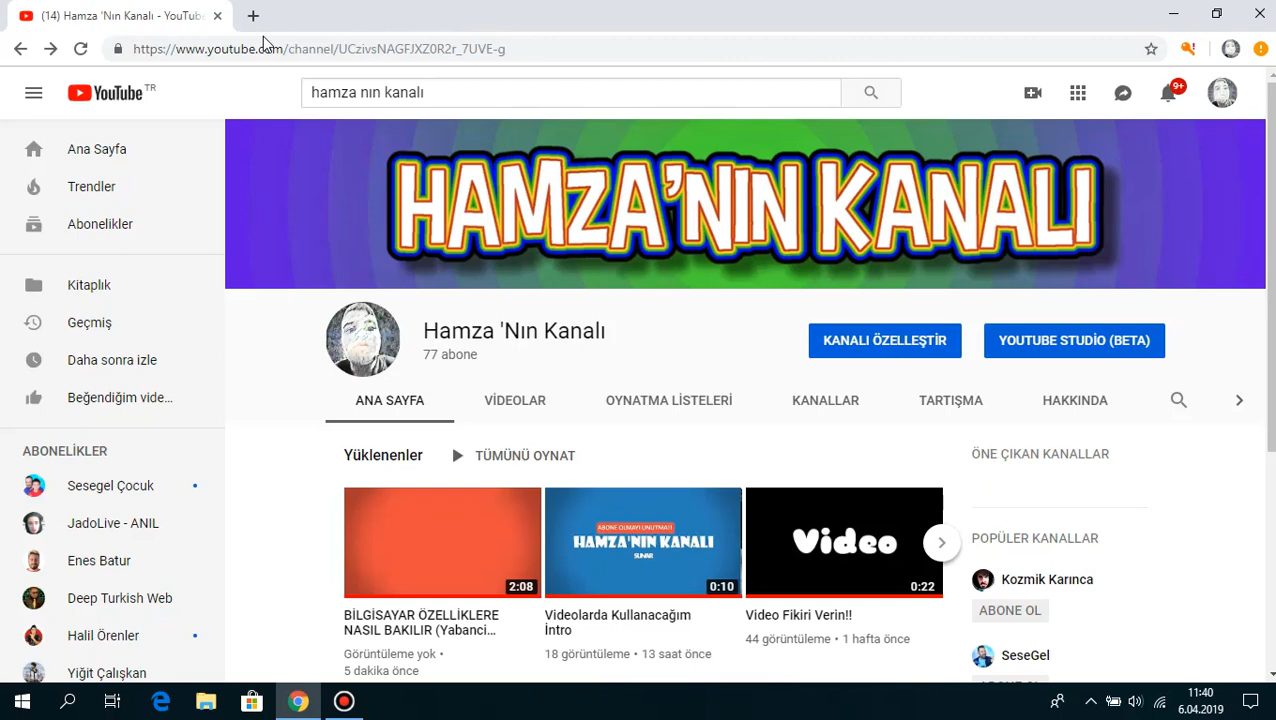 (14) Hamza 'Nın Kanalı - YouTube
https://www.youtube.com/channel/UCzivsNAGFJXZ0R2r_7UVE-g
YouTube TR
hamza nın kanalı
9+
Ana Sayfa
Trendler
Abonelikler
Kitaplık
Geçmiş
Daha sonra izle
Beğendiğim vide...
ABONELİKLER
Sesegel Çocuk
JadoLive - ANIL
Enes Batur
Deep Turkish Web
Halil Örenler
Yiğit Çalışkan
HAMZA'NIN KANALI
Hamza 'Nın Kanalı
77 abone
KANALI ÖZELLEŞTİR
YOUTUBE STUDİO (BETA)
ANA SAYFA
VİDEOLAR
OYNATMA LİSTELERİ
KANALLAR
TARTIŞMA
HAKKINDA
Yüklenenler
TÜMÜNÜ OYNAT
2:08
BİLGİSAYAR ÖZELLİKLERE
NASIL BAKILIR (Yabanci...
Görüntüleme yok •
5 dakika önce
ABONE OLMAYI UNUTMA!!
HAMZA'NIN KANALI
SUNAR
0:10
Videolarda Kullanacağım
İntro
18 görüntüleme • 13 saat önce
Video
0:22
Video Fikiri Verin!!
44 görüntüleme • 1 hafta önce
ÖNE ÇIKAN KANALLAR
POPÜLER KANALLAR
Kozmik Karınca
ABONE OL
SeseGel
11:40
6.04.2019